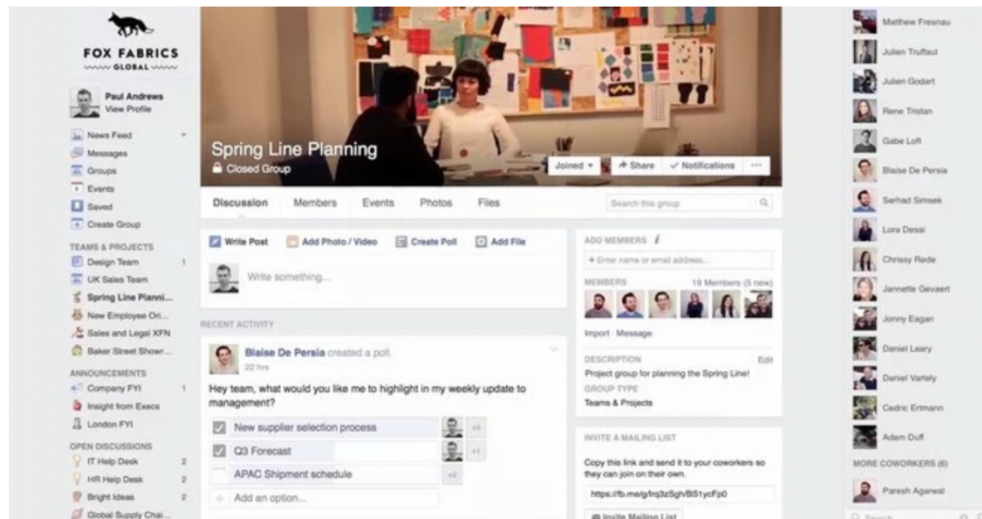 FOX FABRICS
GLOBAL
Paul Andrews
View Profile
News Feed
Messages
Groups
Events
Saved
Create Group
TEAMS & PROJECTS
Design Team 1
UK Sales Team
Spring Line Planni...
New Employee Ori...
Sales and Legal XFN
Baker Street Showr...
ANNOUNCEMENTS
Company FYI 1
Insight from Execs
London FYI
OPEN DISCUSSIONS
IT Help Desk 2
HR Help Desk 2
Bright Ideas 2
Global Supply Chai...
Spring Line Planning
Closed Group
Joined Share Notifications
Discussion Members Events Photos Files
Search this group
Write Post Add Photo / Video Create Poll Add File
Write something...
RECENT ACTIVITY
Blaise De Persia created a poll.
22 hrs
Hey team, what would you like me to highlight in my weekly update to
management?
New supplier selection process +3
Q3 Forecast +1
APAC Shipment schedule +2
+ Add an option...
ADD MEMBERS i
+ Enter name or email address...
MEMBERS 19 Members (5 new)
Import · Message
DESCRIPTION Edit
Project group for planning the Spring Line!
GROUP TYPE
Teams & Projects
INVITE A MAILING LIST
Copy this link and send it to your coworkers so
they can join on their own.
Invite Mailing List
Matthew Fresnau
Julien Truffaut
Julien Godart
Rene Tristan
Gabe Loft
Blaise De Persia
Serhad Simsek
Lora Desai
Chrissy Røde
Jannette Gevaert
Jonny Eagan
Daniel Leary
Daniel Vartely
Cedric Ertmann
Adam Duff
MORE COWORKERS (6)
Paresh Agarwal
Search